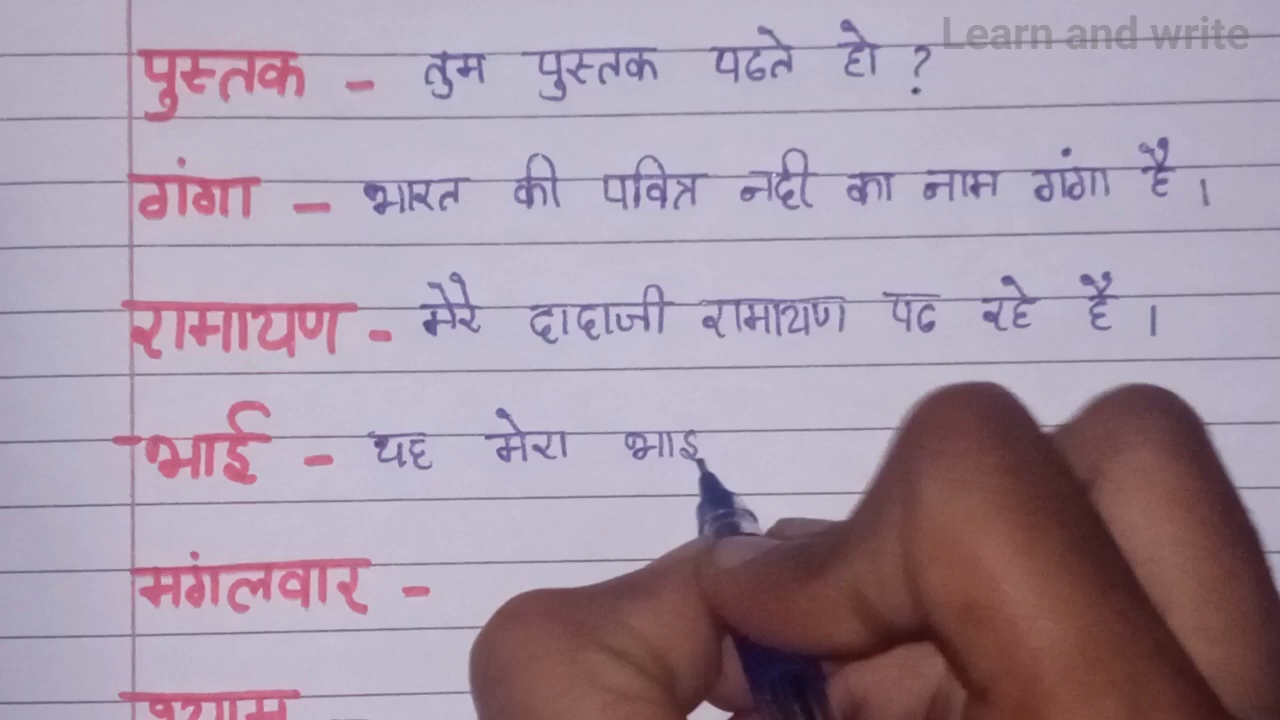 Learn and write
पुस्तक - तुम पुस्तक पढते हो ?
गंगा - भारत की पवित्र नदी का नाम गंगा है ।
रामायण - मेरे दादाजी रामायण पढ रहे है ।
भाई - यह मेरा भाइ
मंगलवार -
श्याम